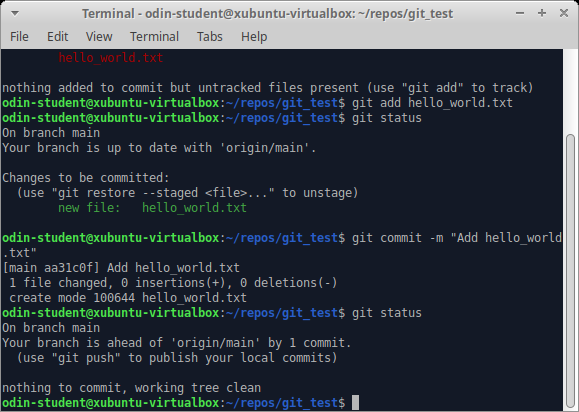 Terminal - odin-student@xubuntu-virtualbox: ~/repos/git_test
File Edit View Terminal Tabs Help
hello_world.txt
nothing added to commit but untracked files present (use "git add" to track)
odin-student@xubuntu-virtualbox:~/repos/git_test$ git add hello_world.txt
odin-student@xubuntu-virtualbox:~/repos/git_test$ git status
On branch main
Your branch is up to date with 'origin/main'.
Changes to be committed:
(use "git restore --staged <file>..." to unstage)
new file: hello_world.txt
odin-student@xubuntu-virtualbox:~/repos/git_test$ git commit -m "Add hello_world
.txt"
[main aa31c0f] Add hello_world.txt
1 file changed, 0 insertions(+), 0 deletions(-)
create mode 100644 hello_world.txt
odin-student@xubuntu-virtualbox:~/repos/git_test$ git status
On branch main
Your branch is ahead of 'origin/main' by 1 commit.
(use "git push" to publish your local commits)
nothing to commit, working tree clean
odin-student@xubuntu-virtualbox:~/repos/git_test$